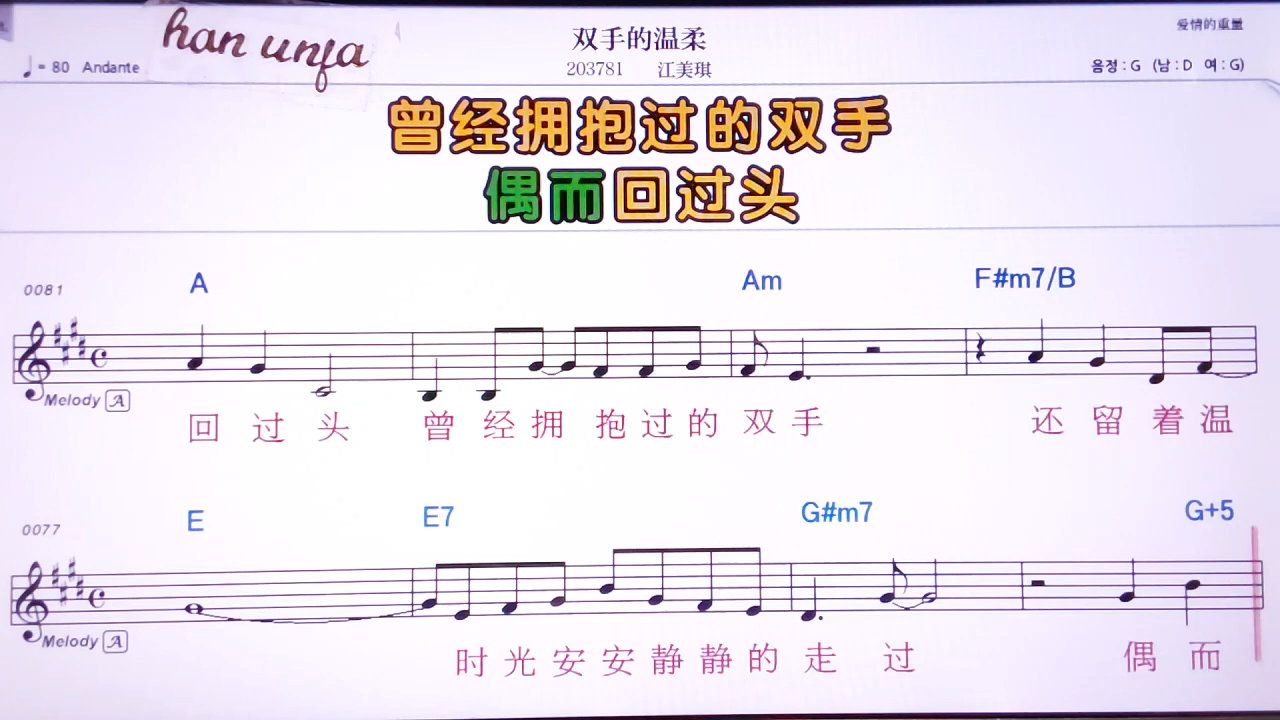 han unfa
双手的温柔
爱情的重量
♩= 80 Andante
203781 江美琪
음정 : G (남 : D 여 : G)
曾经拥抱过的双手
偶而回过头
0081
A Am F#m7/B
Melody A
回 过 头 曾 经 拥 抱 过 的 双 手 还 留 着 温
0077
E E7 G#m7 G+5
Melody A
时 光 安 安 静 静 的 走 过 偶 而